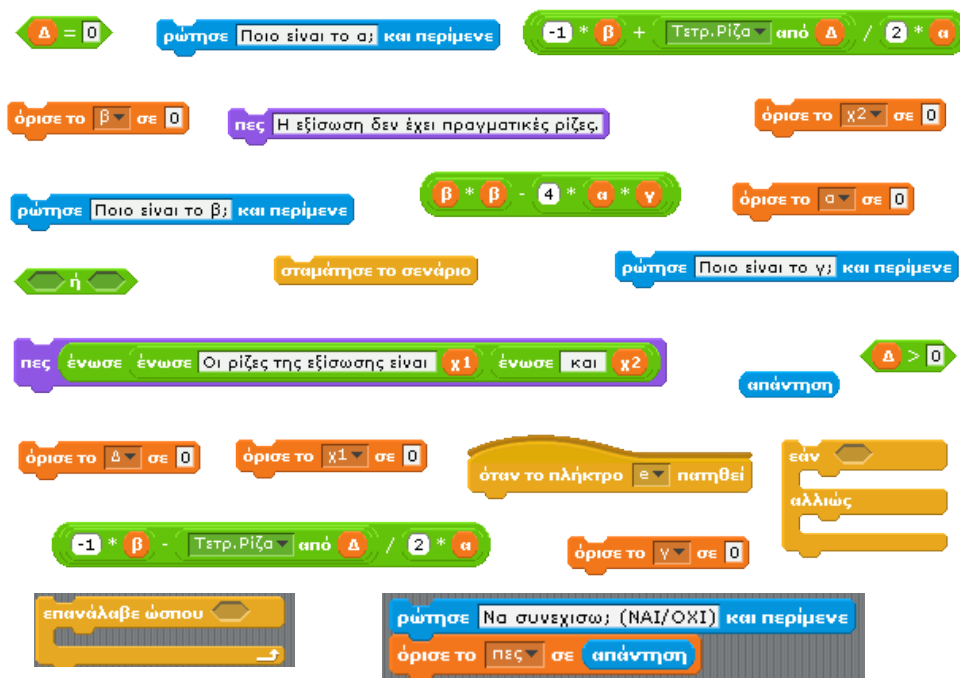 Δ = 0
ρώτησε Ποιο είναι το α; και περίμενε
-1 * β + Τετρ.Ρίζα από Δ / 2 * α
όρισε το β σε 0
πες Η εξίσωση δεν έχει πραγματικές ρίζες.
όρισε το χ2 σε 0
ρώτησε Ποιο είναι το β; και περίμενε
β * β - 4 * α * γ
όρισε το α σε 0
ή
σταμάτησε το σενάριο
ρώτησε Ποιο είναι το γ; και περίμενε
πες ένωσε ένωσε Οι ρίζες της εξίσωσης είναι χ1 ένωσε και χ2
Δ > 0
απάντηση
όρισε το Δ σε 0
όρισε το χ1 σε 0
όταν το πλήκτρο e πατηθεί
εάν
αλλιώς
-1 * β - Τετρ.Ρίζα από Δ / 2 * α
όρισε το γ σε 0
επανάλαβε ώσπου
ρώτησε Να συνεχισω; (ΝΑΙ/ΟΧΙ) και περίμενε
όρισε το πες σε απάντηση